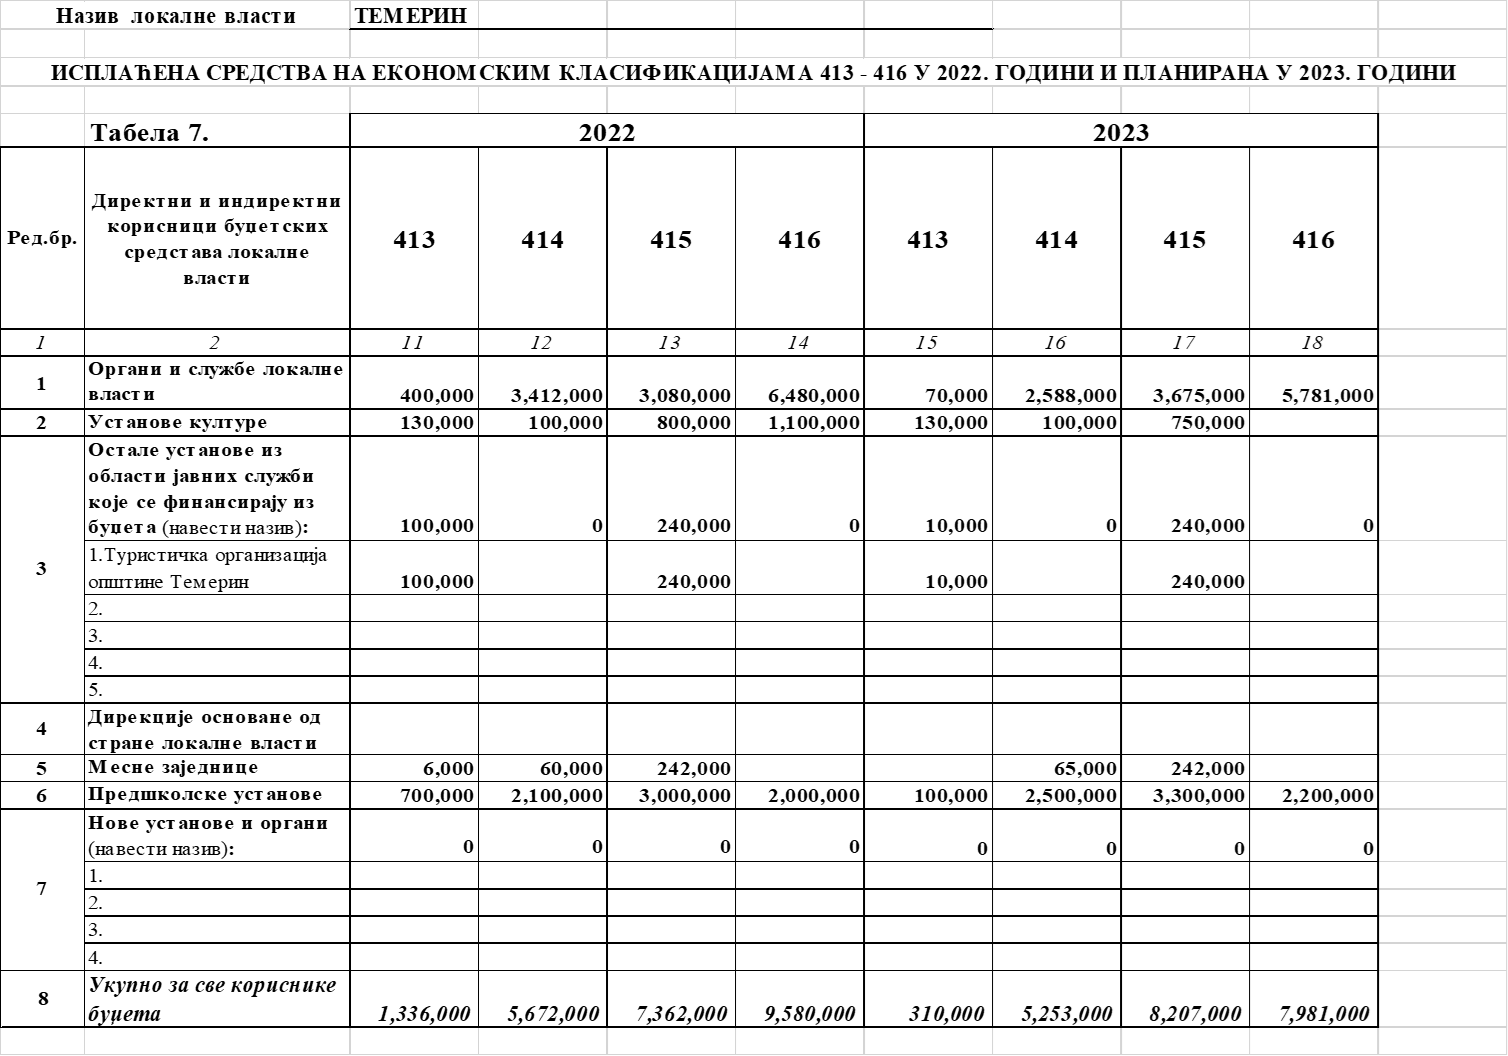 Назив локалне власти ТЕМЕРИН
ИСПЛАЋЕНА СРЕДСТВА НА ЕКОНОМСКИМ КЛАСИФИКАЦИЈАМА 413 - 416 У 2022. ГОДИНИ И ПЛАНИРАНА У 2023. ГОДИНИ
Табела 7. 2022 2023
Ред.бр.
Директни и индиректни
корисници буџетских
средстава локалне
власти
413 414 415 416 413 414 415 416
1 2 11 12 13 14 15 16 17 18
1 Органи и службе локалне
власти 400,000 3,412,000 3,080,000 6,480,000 70,000 2,588,000 3,675,000 5,781,000
2 Установе културе 130,000 100,000 800,000 1,100,000 130,000 100,000 750,000
3
Остале установе из
области јавних служби
које се финансирају из
буџета (навести назив): 100,000 0 240,000 0 10,000 0 240,000 0
1.Туристичка организација
општине Темерин 100,000 240,000 10,000 240,000
2.
3.
4.
5.
4 Дирекције основане од
стране локалне власти
5 Месне заједнице 6,000 60,000 242,000 65,000 242,000
6 Предшколске установе 700,000 2,100,000 3,000,000 2,000,000 100,000 2,500,000 3,300,000 2,200,000
7
Нове установе и органи
(навести назив): 0 0 0 0 0 0 0 0
1.
2.
3.
4.
8 Укупно за све кориснике
буџета 1,336,000 5,672,000 7,362,000 9,580,000 310,000 5,253,000 8,207,000 7,981,000